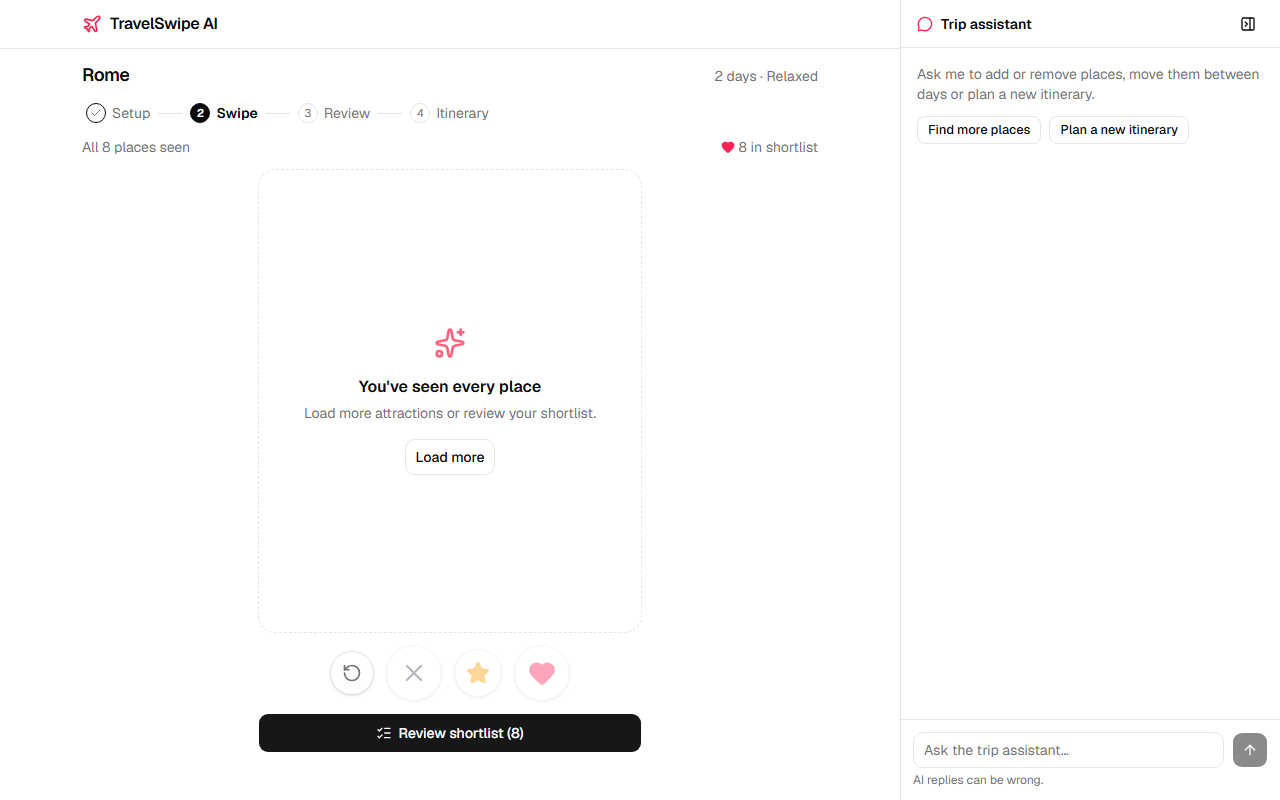 TravelSwipe AI
Rome
2 days · Relaxed
Setup
2 Swipe
3 Review
4 Itinerary
All 8 places seen
8 in shortlist
You've seen every place
Load more attractions or review your shortlist.
Load more
Review shortlist (8)
Trip assistant
Ask me to add or remove places, move them between
days or plan a new itinerary.
Find more places
Plan a new itinerary
Ask the trip assistant...
AI replies can be wrong.